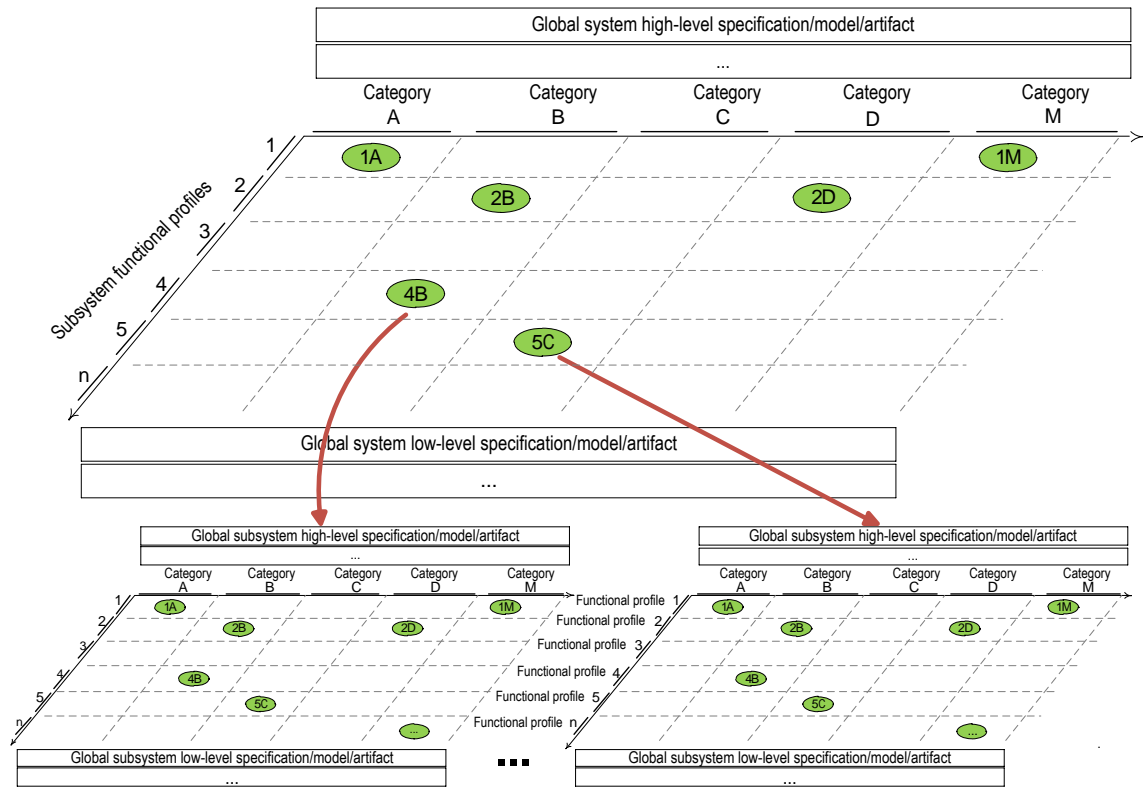 Global system high-level specification/model/artifact
...
Category Category Category Category Category
A B C D M
Subsystem functional profiles
1 1A 1M
2 2B 2D
3
4 4B
5 5C
n
Global system low-level specification/model/artifact
...
Global subsystem high-level specification/model/artifact
...
Category Category Category Category Category
A B C D M
1 1A 1M
2 2B 2D
3
4 4B
5 5C
n ...
Global subsystem low-level specification/model/artifact
...
Functional profile
Functional profile
Functional profile
Functional profile
Functional profile
Functional profile
...
Global subsystem high-level specification/model/artifact
...
Category Category Category Category Category
A B C D M
1 1A 1M
2 2B 2D
3
4 4B
5 5C
n ...
Global subsystem low-level specification/model/artifact
...